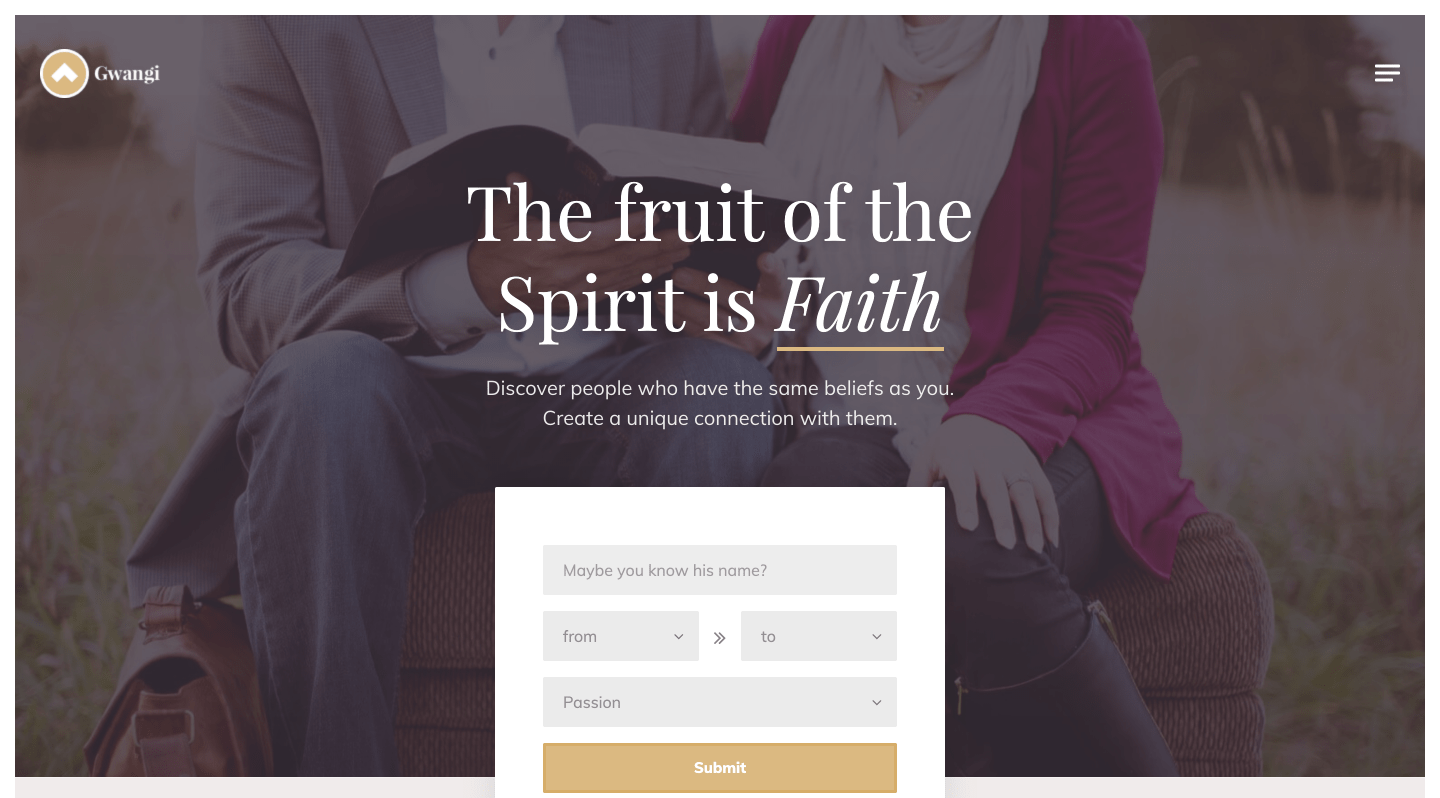 Gwangi
The fruit of the
Spirit is Faith
Discover people who have the same beliefs as you.
Create a unique connection with them.
Maybe you know his name?
from
to
Passion
Submit